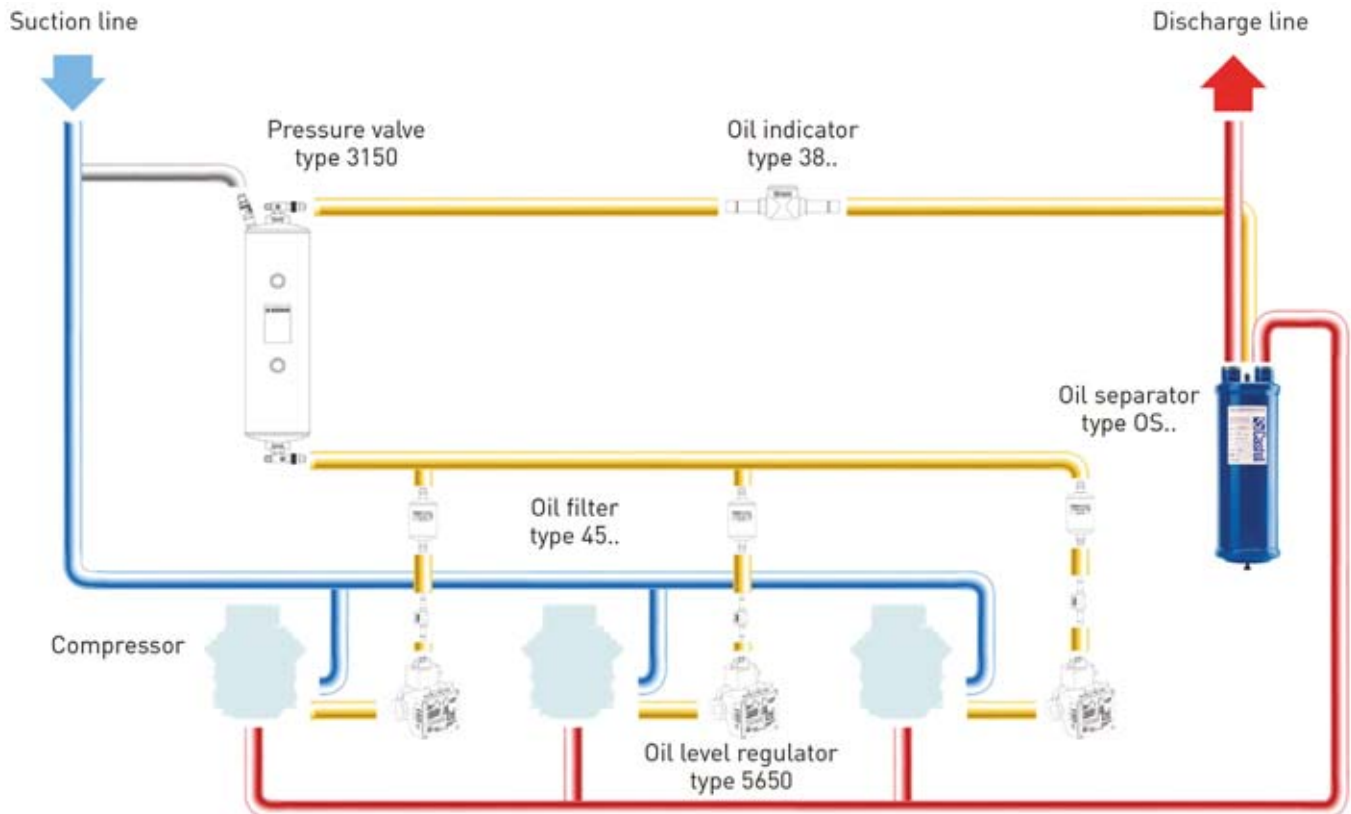 Suction line
Discharge line
Pressure valve
type 3150
Oil indicator
type 38..
Oil separator
type OS..
Oil filter
type 45..
Compressor
Oil level regulator
type 5650